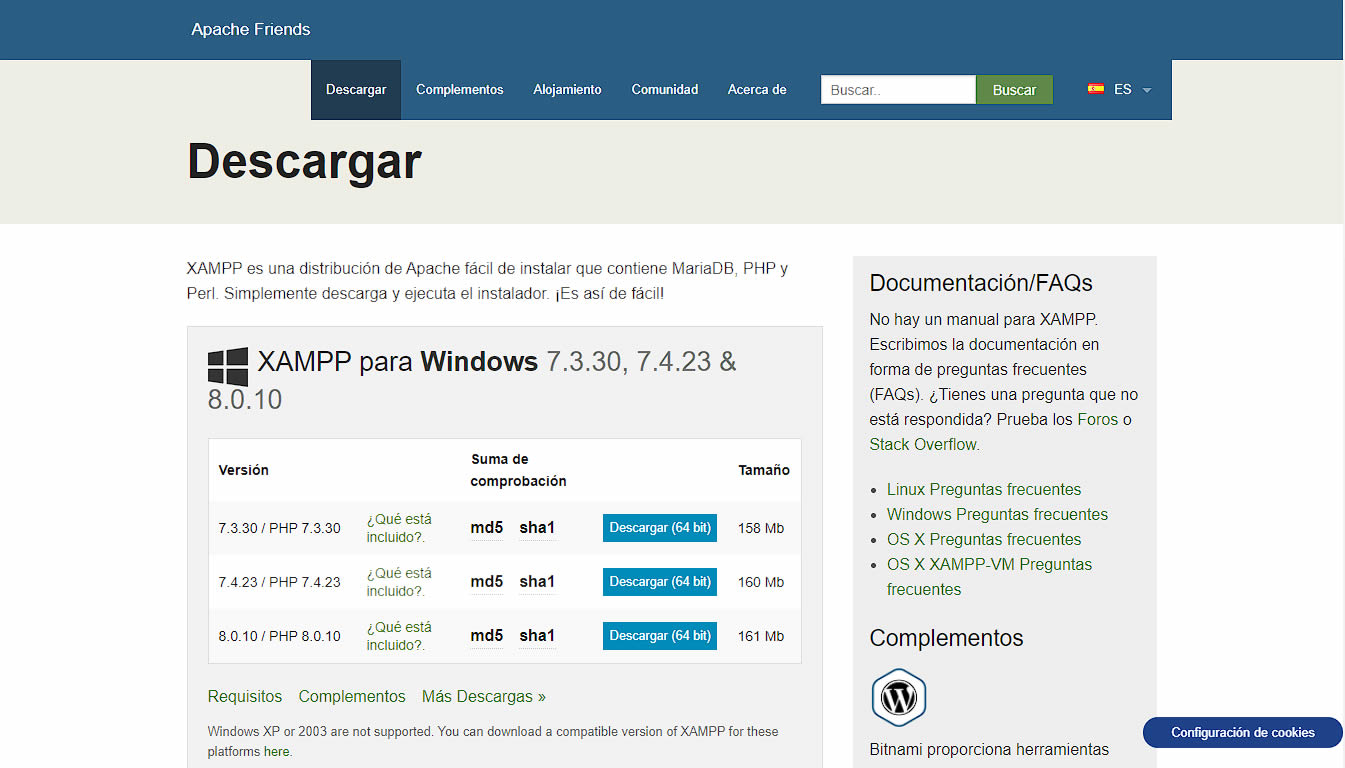 Apache Friends
Descargar Complementos Alojamiento Comunidad Acerca de Buscar.. Buscar ES
Descargar
XAMPP es una distribución de Apache fácil de instalar que contiene MariaDB, PHP y
Perl. Simplemente descarga y ejecuta el instalador. ¡Es así de fácil!
XAMPP para Windows 7.3.30, 7.4.23 &
8.0.10
Versión Suma de comprobación Tamaño
7.3.30 / PHP 7.3.30 ¿Qué está incluido?. md5 sha1 Descargar (64 bit) 158 Mb
7.4.23 / PHP 7.4.23 ¿Qué está incluido?. md5 sha1 Descargar (64 bit) 160 Mb
8.0.10 / PHP 8.0.10 ¿Qué está incluido?. md5 sha1 Descargar (64 bit) 161 Mb
Requisitos Complementos Más Descargas »
Windows XP or 2003 are not supported. You can download a compatible version of XAMPP for these
platforms here.
Documentación/FAQs
No hay un manual para XAMPP.
Escribimos la documentación en
forma de preguntas frecuentes
(FAQs). ¿Tienes una pregunta que no
está respondida? Prueba los Foros o
Stack Overflow.
• Linux Preguntas frecuentes
• Windows Preguntas frecuentes
• OS X Preguntas frecuentes
• OS X XAMPP-VM Preguntas
frecuentes
Complementos
Bitnami proporciona herramientas
Configuración de cookies